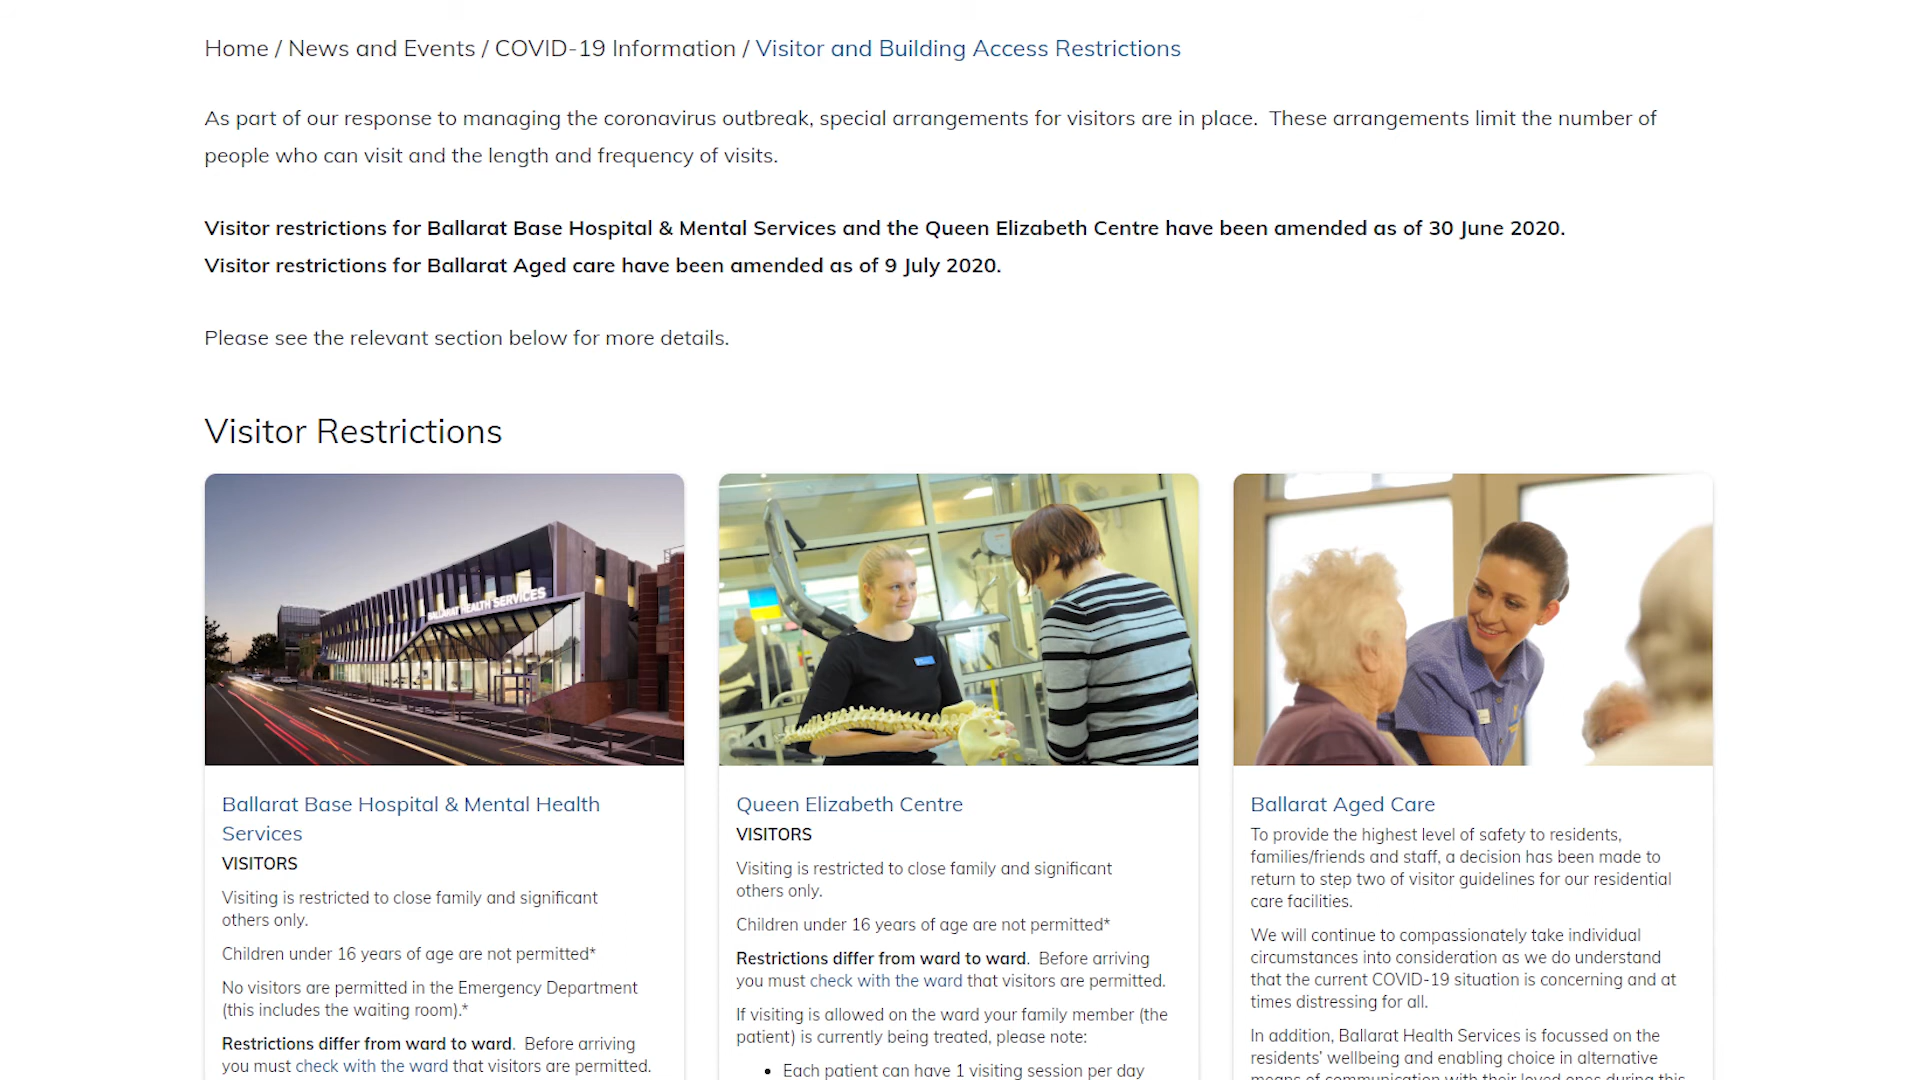 Home / News and Events / COVID-19 Information / Visitor and Building Access Restrictions
As part of our response to managing the coronavirus outbreak, special arrangements for visitors are in place.  These arrangements limit the number of
people who can visit and the length and frequency of visits.
Visitor restrictions for Ballarat Base Hospital & Mental Services and the Queen Elizabeth Centre have been amended as of 30 June 2020.
Visitor restrictions for Ballarat Aged care have been amended as of 9 July 2020.
Please see the relevant section below for more details.
Visitor Restrictions
BALLARAT HEALTH SERVICES
Ballarat Base Hospital & Mental Health
Services
VISITORS
Visiting is restricted to close family and significant
others only.
Children under 16 years of age are not permitted*
No visitors are permitted in the Emergency Department
(this includes the waiting room).*
Restrictions differ from ward to ward.  Before arriving
you must check with the ward that visitors are permitted.
Queen Elizabeth Centre
VISITORS
Visiting is restricted to close family and significant
others only.
Children under 16 years of age are not permitted*
Restrictions differ from ward to ward.  Before arriving
you must check with the ward that visitors are permitted.
If visiting is allowed on the ward your family member (the
patient) is currently being treated, please note:
• Each patient can have 1 visiting session per day
Ballarat Aged Care
To provide the highest level of safety to residents,
families/friends and staff, a decision has been made to
return to step two of visitor guidelines for our residential
care facilities.
We will continue to compassionately take individual
circumstances into consideration as we do understand
that the current COVID-19 situation is concerning and at
times distressing for all.
In addition, Ballarat Health Services is focussed on the
residents' wellbeing and enabling choice in alternative
means of communication with their loved ones during this